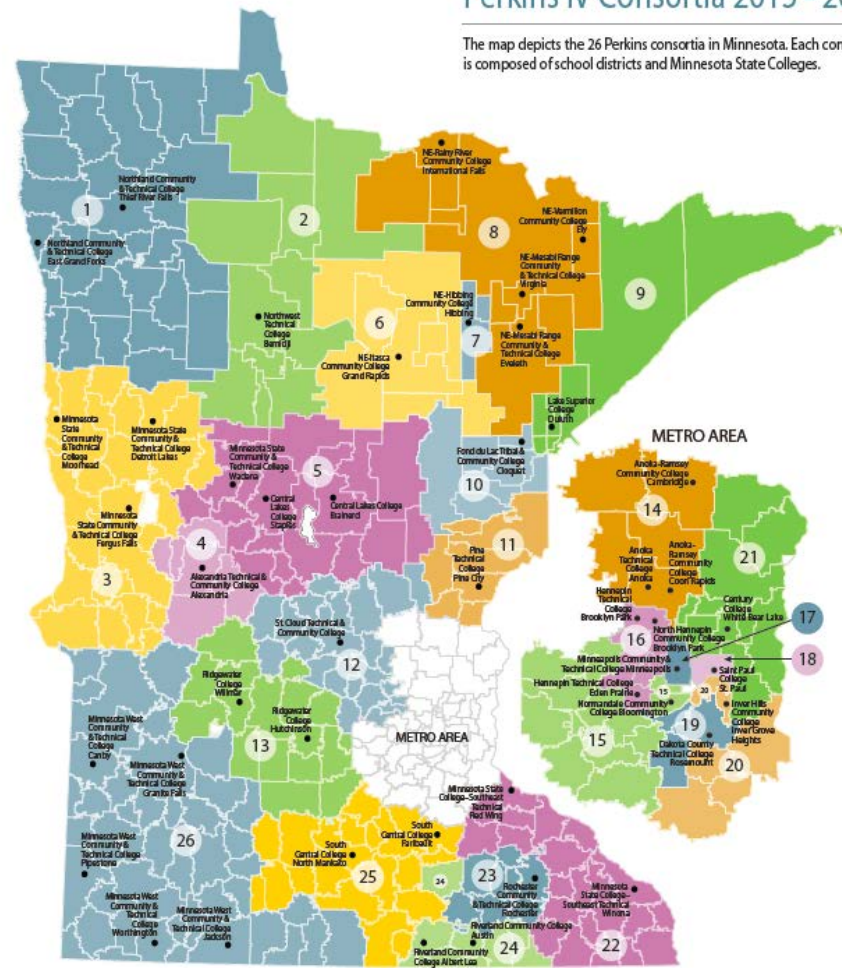 Perkins IV Consortia 2015 - 20
The map depicts the 26 Perkins consortia in Minnesota. Each con
is composed of school districts and Minnesota State Colleges.
NE-Rainy River
Community College
International Falls
Northland Community
& Technical College
Thief River Falls
1
2
8
NE-Vermilion
Community College
Ely
Northland Community
& Technical College
East Grand Forks
NE-Mesabi Range
Community
& Technical College
Virginia
9
NE-Hibbing
Community College
Hibbing
Northwest
Technical
College
Bemidji
6
7
NE-Mesabi Range
Community &
Technical College
Eveleth
NE-Itasca
Community College
Grand Rapids
Lake Superior
College
Duluth
Minnesota
State
Community
& Technical
College
Moorhead
Minnesota State
Community &
Technical College
Detroit Lakes
Minnesota State
Community &
Technical College
Wadena
5
Fond du Lac Tribal &
Community College
Cloquet
10
Central
Lakes
College
Staples
Central Lakes College
Brainerd
Minnesota
State Community
& Technical College
Fergus Falls
3
4
Alexandria Technical &
Community College
Alexandria
11
Pine
Technical
College
Pine City
St. Cloud Technical &
Community College
12
Ridgewater
College
Willmar
Ridgewater
College
Hutchinson
13
METRO AREA
Minnesota West
Community
& Technical
College
Canby
Minnesota West
Community &
Technical College
Granite Falls
26
Minnesota State
College–Southeast
Technical
Red Wing
South
Central College
Faribault
South
Central College
North Mankato
25
24
23
Rochester
Community
& Technical College
Rochester
Minnesota
State College–
Southeast Technical
Winona
22
Minnesota West
Community &
Technical College
Pipestone
Minnesota West
Community &
Technical
College
Worthington
Minnesota West
Community &
Technical College
Jackson
Riverland Community College
Austin
Riverland Community
College Albert Lea
24
METRO AREA
Anoka-Ramsey
Community College
Cambridge
14
Anoka
Technical
College
Anoka
Anoka-
Ramsey
Community
College
Coon Rapids
21
Hennepin
Technical
College
Brooklyn Park
Century
College
White Bear Lake
16
North Hennepin
Community College
Brooklyn Park
17
Minneapolis Community &
Technical College Minneapolis
18
Saint Paul
College
St. Paul
Hennepin Technical College
Eden Prairie
15
20
Normandale Community
College Bloomington
Inver Hills
Community
College
Inver Grove
Heights
15
19
Dakota County
Technical College
Rosemount
20